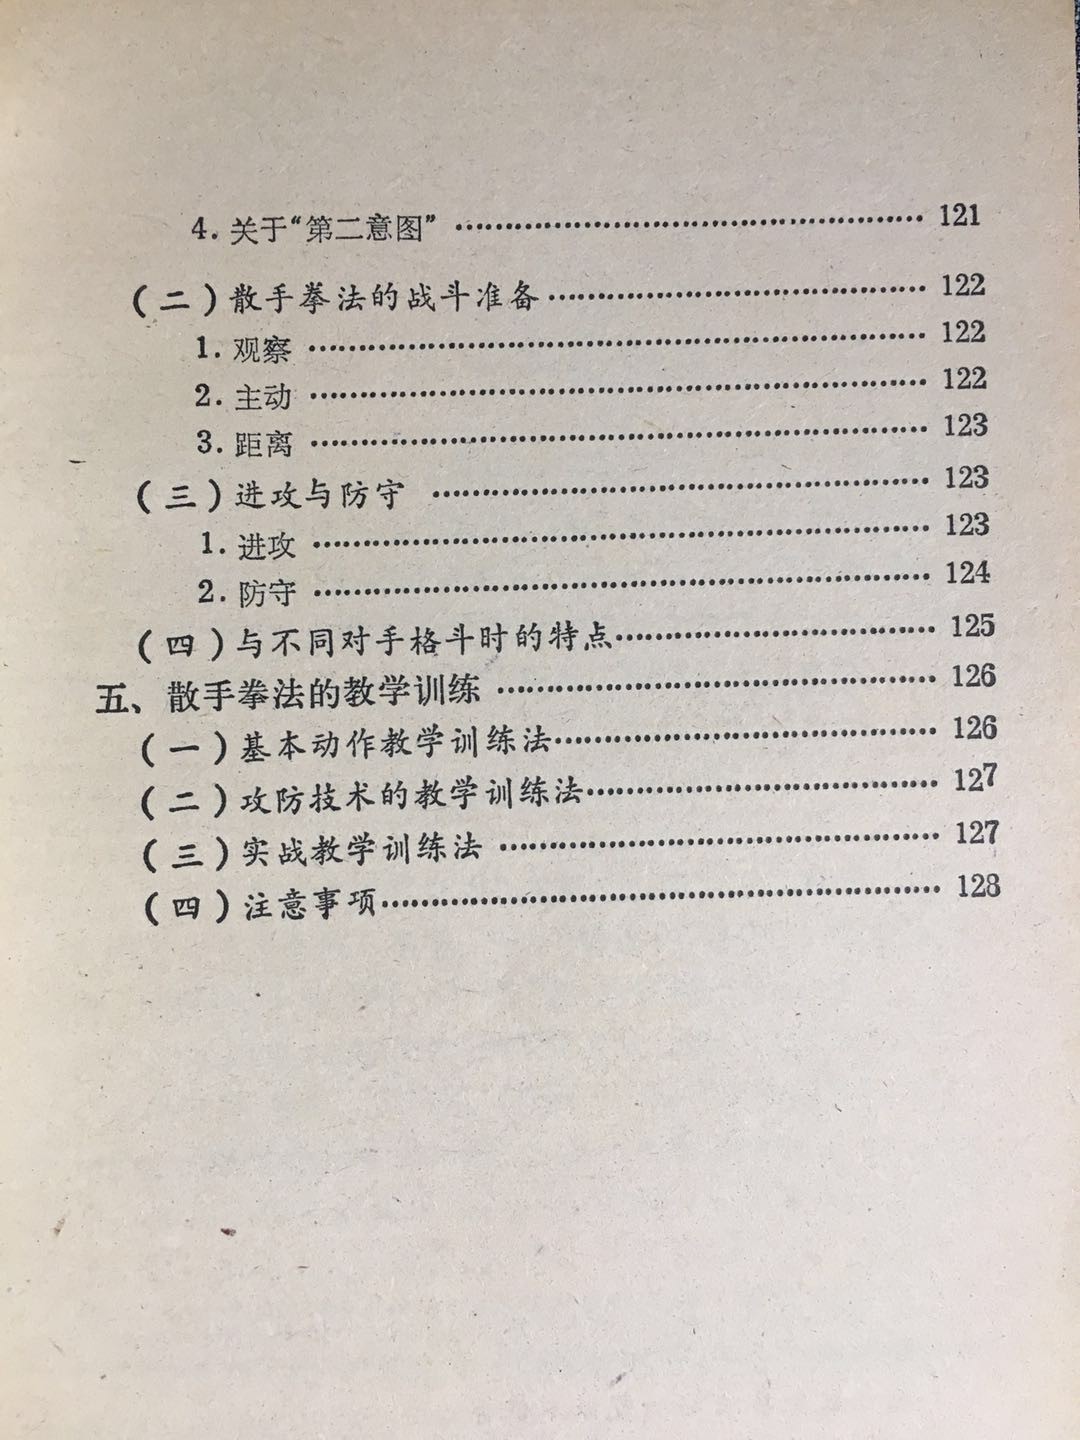 4. 关于“第二意图” …………………………………… 121
(二)散手拳法的战斗准备…………………………… 122
1. 观察 ……………………………………………… 122
2. 主动 ……………………………………………… 122
3. 距离 ……………………………………………… 123
(三)进攻与防守 …………………………………… 123
1. 进攻 ……………………………………………… 123
2. 防守 ……………………………………………… 124
(四)与不同对手格斗时的特点……………………… 125
五、散手拳法的教学训练 ………………………………… 126
(一)基本动作教学训练法…………………………… 126
(二)攻防技术的教学训练法………………………… 127
(三)实战教学训练法 ………………………………… 127
(四)注意事项………………………………………… 128